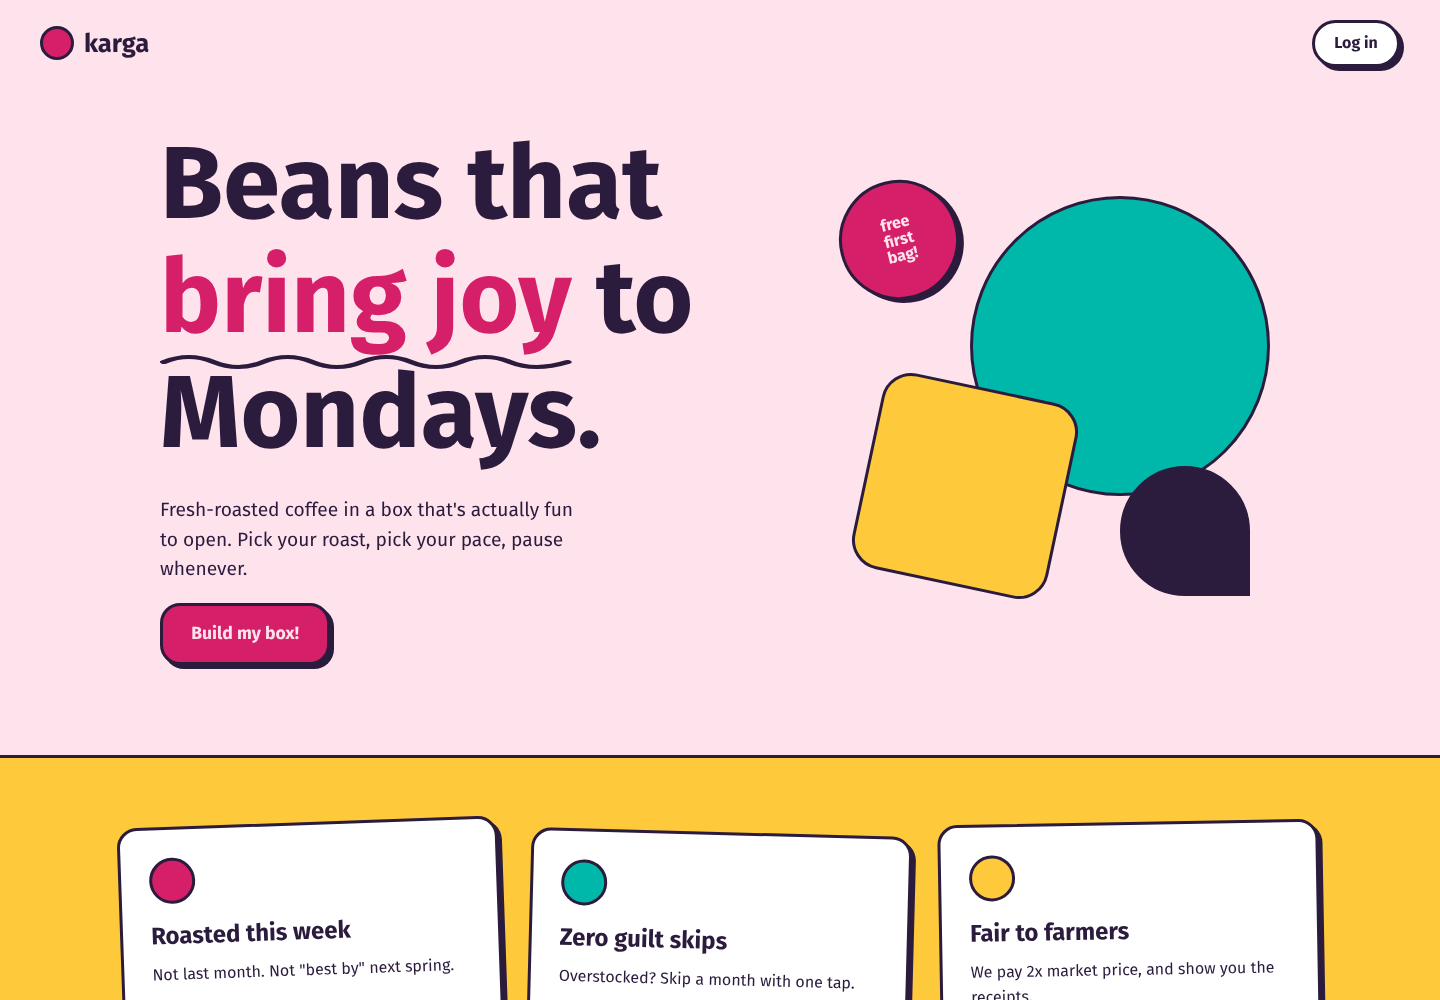 karga
Log in
Beans that
bring joy to
Mondays.
free
first
bag!
Fresh-roasted coffee in a box that's actually fun
to open. Pick your roast, pick your pace, pause
whenever.
Build my box!
Roasted this week
Not last month. Not "best by" next spring.
Zero guilt skips
Overstocked? Skip a month with one tap.
Fair to farmers
We pay 2x market price, and show you the
receipts.